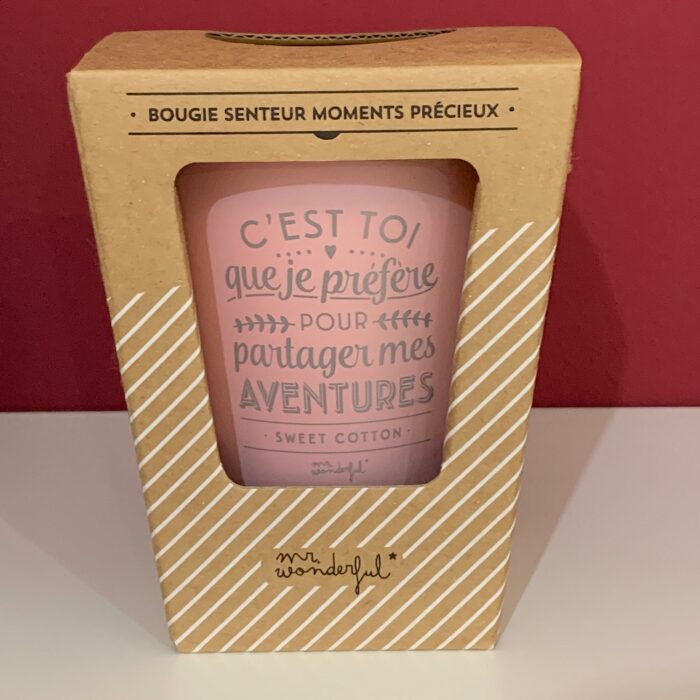 • BOUGIE SENTEUR MOMENTS PRÉCIEUX •
C'EST TOI
que je préfère
POUR
partager mes
AVENTURES
· SWEET COTTON ·
mr.
wonderful*
mr.
wonderful*